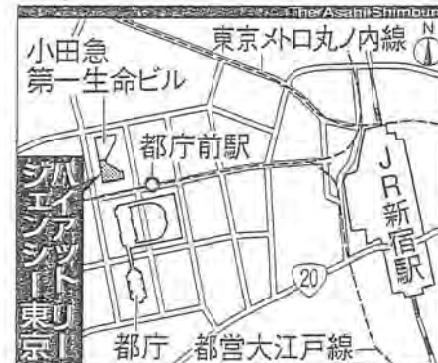 The Asahi Shimbun
小田急
第一生命ビル
東京メトロ丸ノ内線
N
都庁前駅
JR新宿駅
ハイアットリー
ジェンシー東京
20
都庁
都営大江戸線